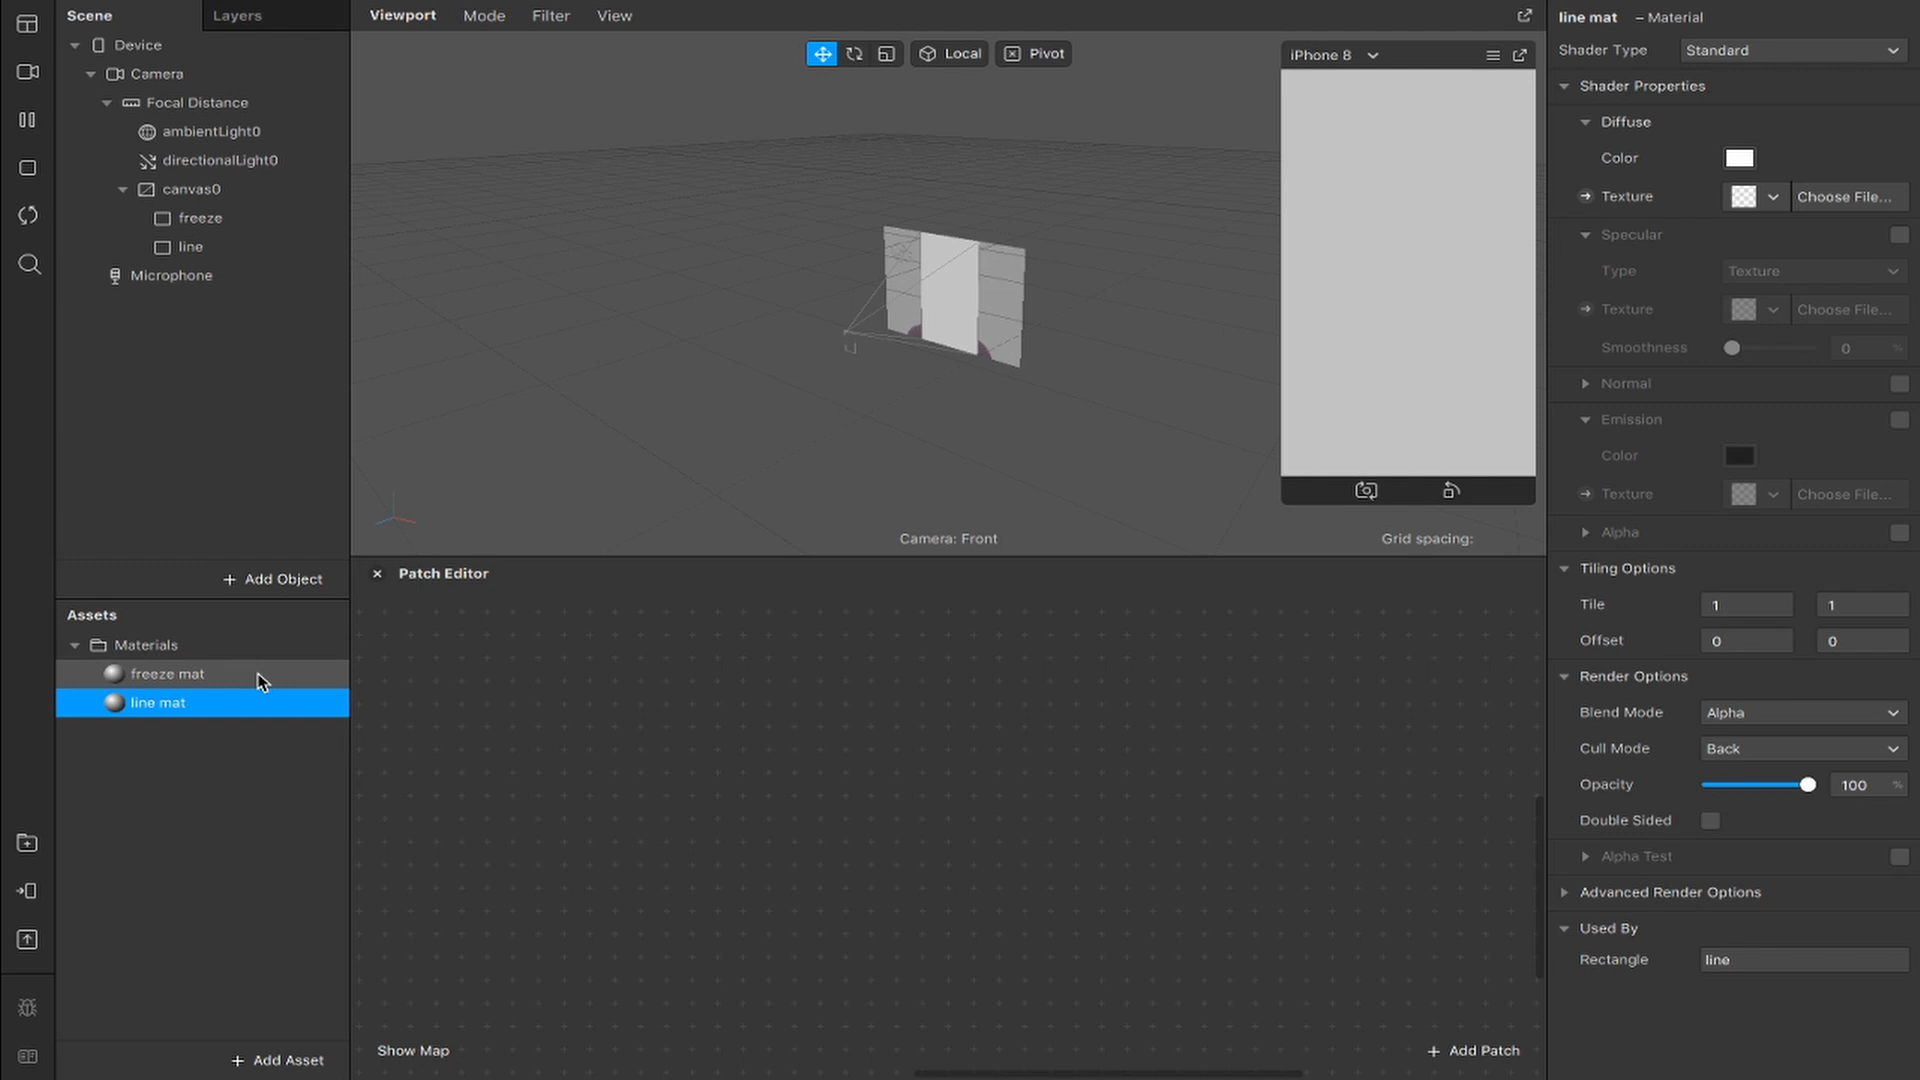 Scene
Layers
Device
Camera
Focal Distance
ambientLight0
directionalLight0
canvas0
freeze
line
Microphone
+ Add Object
Assets
Materials
freeze mat
line mat
+ Add Asset
Viewport Mode Filter View
Local
Pivot
iPhone 8
Camera: Front
Grid spacing:
Patch Editor
Show Map
+ Add Patch
line mat – Material
Shader Type Standard
Shader Properties
Diffuse
Color
Texture Choose File...
Specular
Type Texture
Texture Choose File...
Smoothness 0 %
Normal
Emission
Color
Texture Choose File...
Alpha
Tiling Options
Tile 1 1
Offset 0 0
Render Options
Blend Mode Alpha
Cull Mode Back
Opacity 100 %
Double Sided
Alpha Test
Advanced Render Options
Used By
Rectangle line